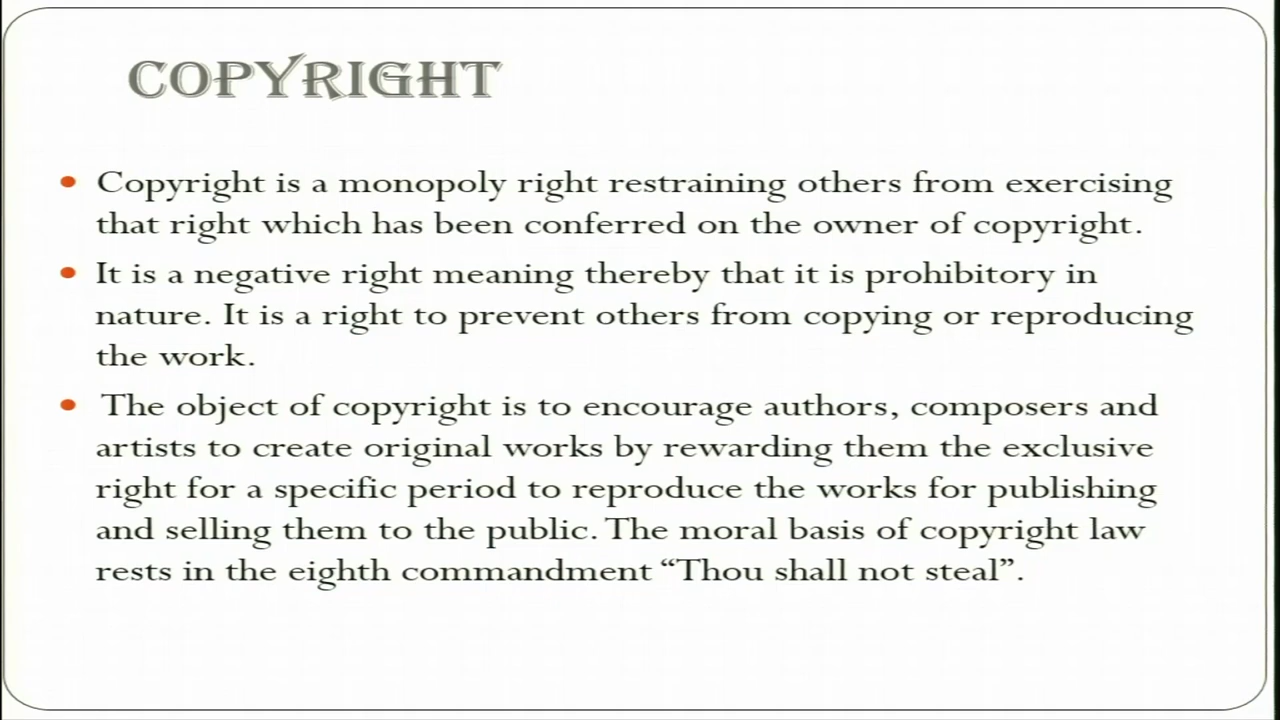 COPYRIGHT
• Copyright is a monopoly right restraining others from exercising
that right which has been conferred on the owner of copyright.
• It is a negative right meaning thereby that it is prohibitory in
nature. It is a right to prevent others from copying or reproducing
the work.
• The object of copyright is to encourage authors, composers and
artists to create original works by rewarding them the exclusive
right for a specific period to reproduce the works for publishing
and selling them to the public. The moral basis of copyright law
rests in the eighth commandment “Thou shall not steal”.